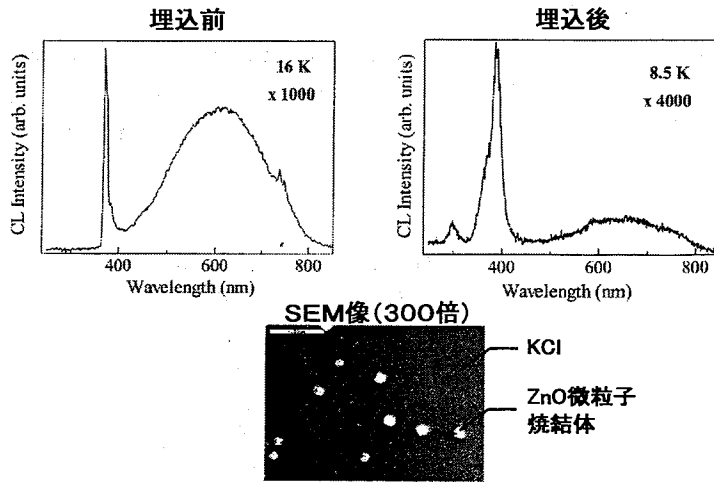 埋込前
CL Intensity (arb. units)
16 K
x 1000
400
600
800
Wavelength (nm)
埋込後
CL Intensity (arb. units)
8.5 K
x 4000
400
600
800
Wavelength (nm)
SEM像(300倍)
KCl
ZnO微粒子
焼結体